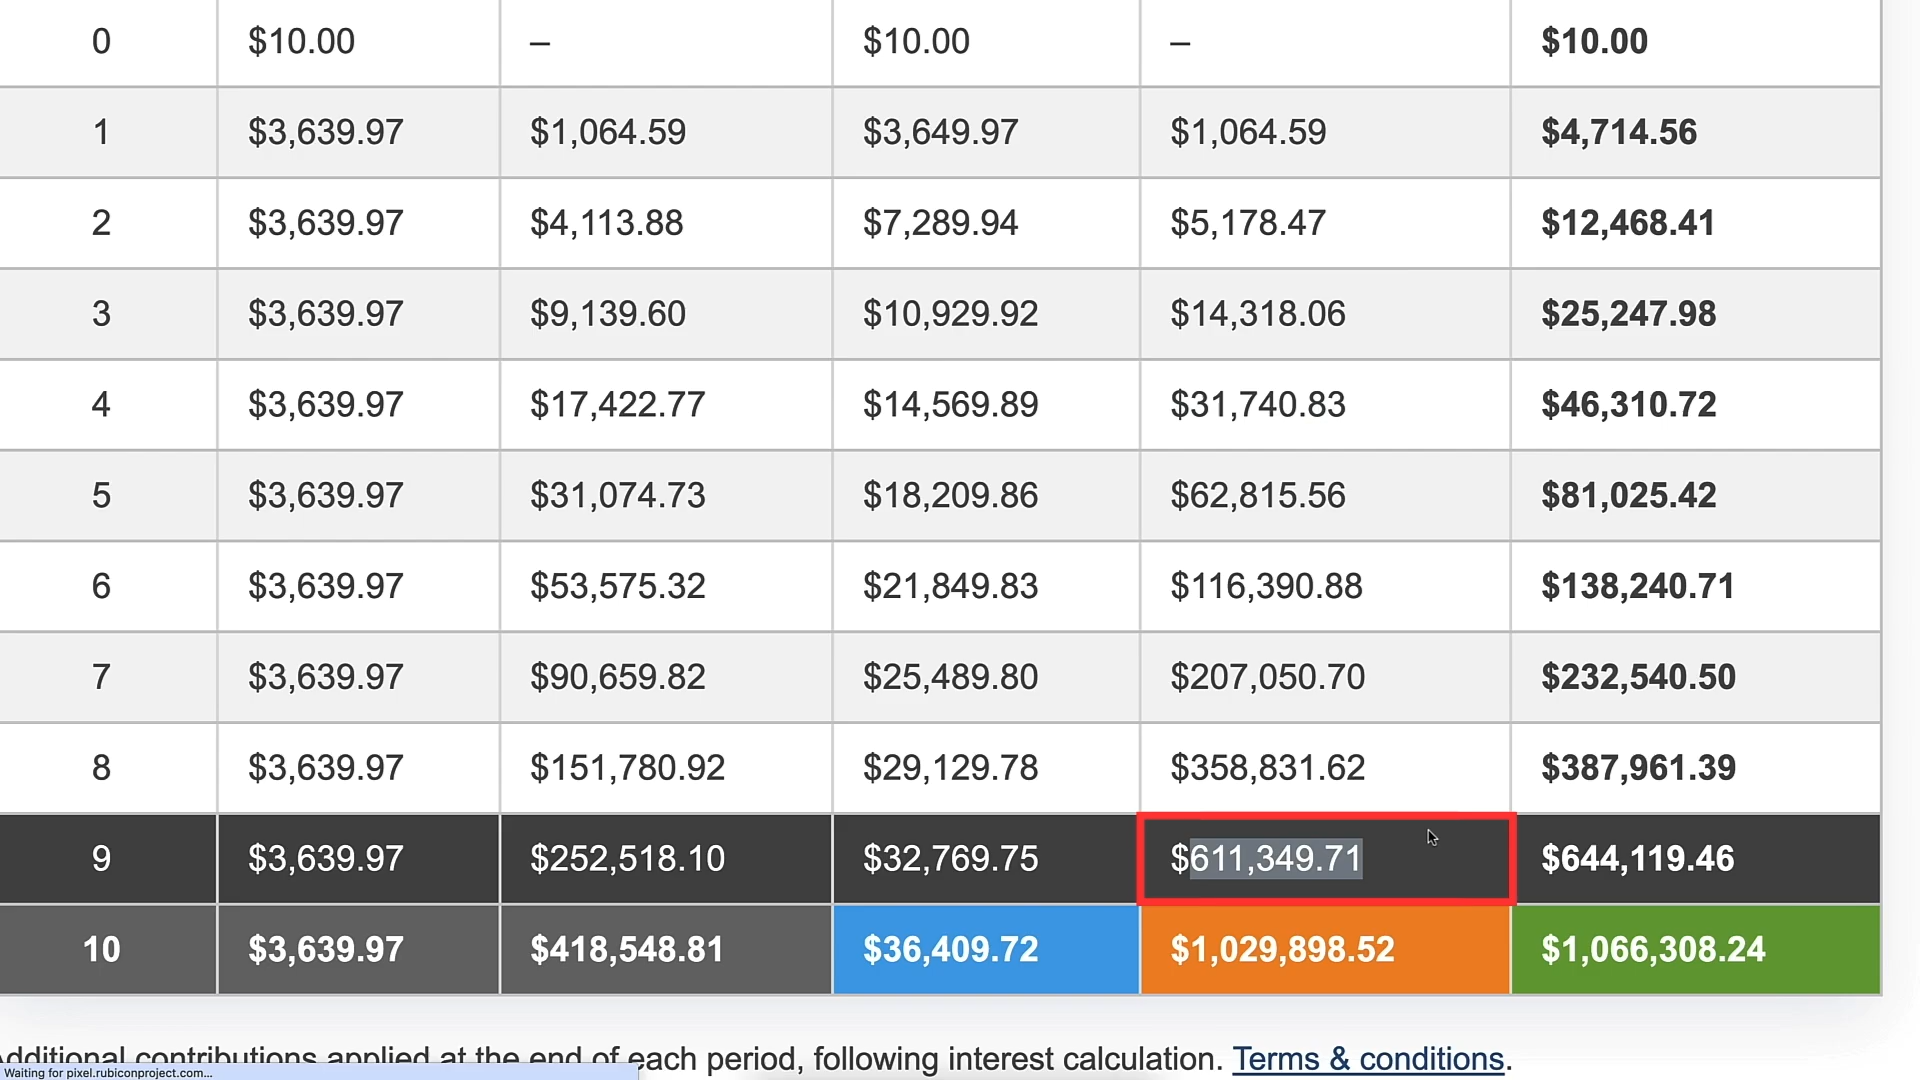 0 $10.00 – $10.00 – $10.00
1 $3,639.97 $1,064.59 $3,649.97 $1,064.59 $4,714.56
2 $3,639.97 $4,113.88 $7,289.94 $5,178.47 $12,468.41
3 $3,639.97 $9,139.60 $10,929.92 $14,318.06 $25,247.98
4 $3,639.97 $17,422.77 $14,569.89 $31,740.83 $46,310.72
5 $3,639.97 $31,074.73 $18,209.86 $62,815.56 $81,025.42
6 $3,639.97 $53,575.32 $21,849.83 $116,390.88 $138,240.71
7 $3,639.97 $90,659.82 $25,489.80 $207,050.70 $232,540.50
8 $3,639.97 $151,780.92 $29,129.78 $358,831.62 $387,961.39
9 $3,639.97 $252,518.10 $32,769.75 $611,349.71 $644,119.46
10 $3,639.97 $418,548.81 $36,409.72 $1,029,898.52 $1,066,308.24
Additional contributions applied at the end of each period, following interest calculation. Terms & conditions.
Waiting for pixel.rubiconproject.com...